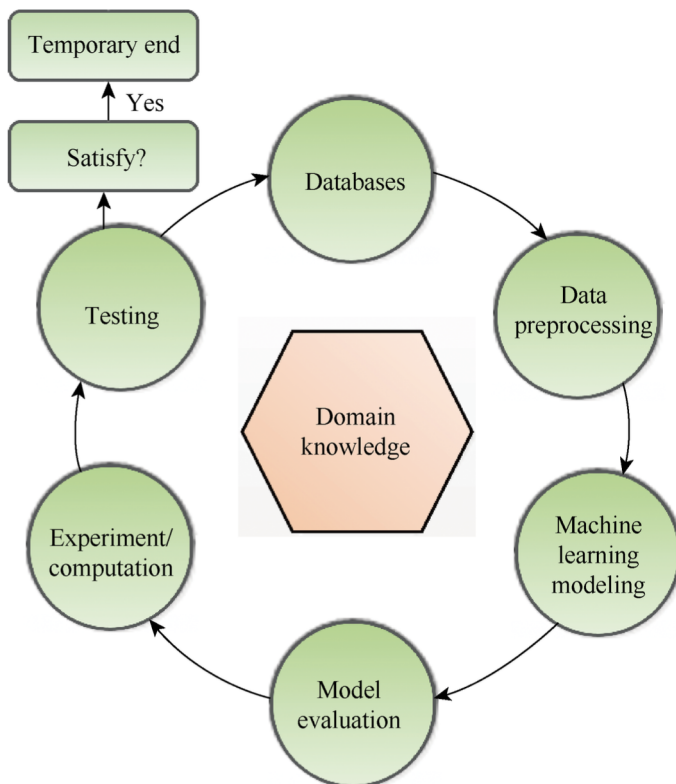 Temporary end
Yes
Satisfy?
Databases
Data
preprocessing
Testing
Domain
knowledge
Experiment/
computation
Machine
learning
modeling
Model
evaluation